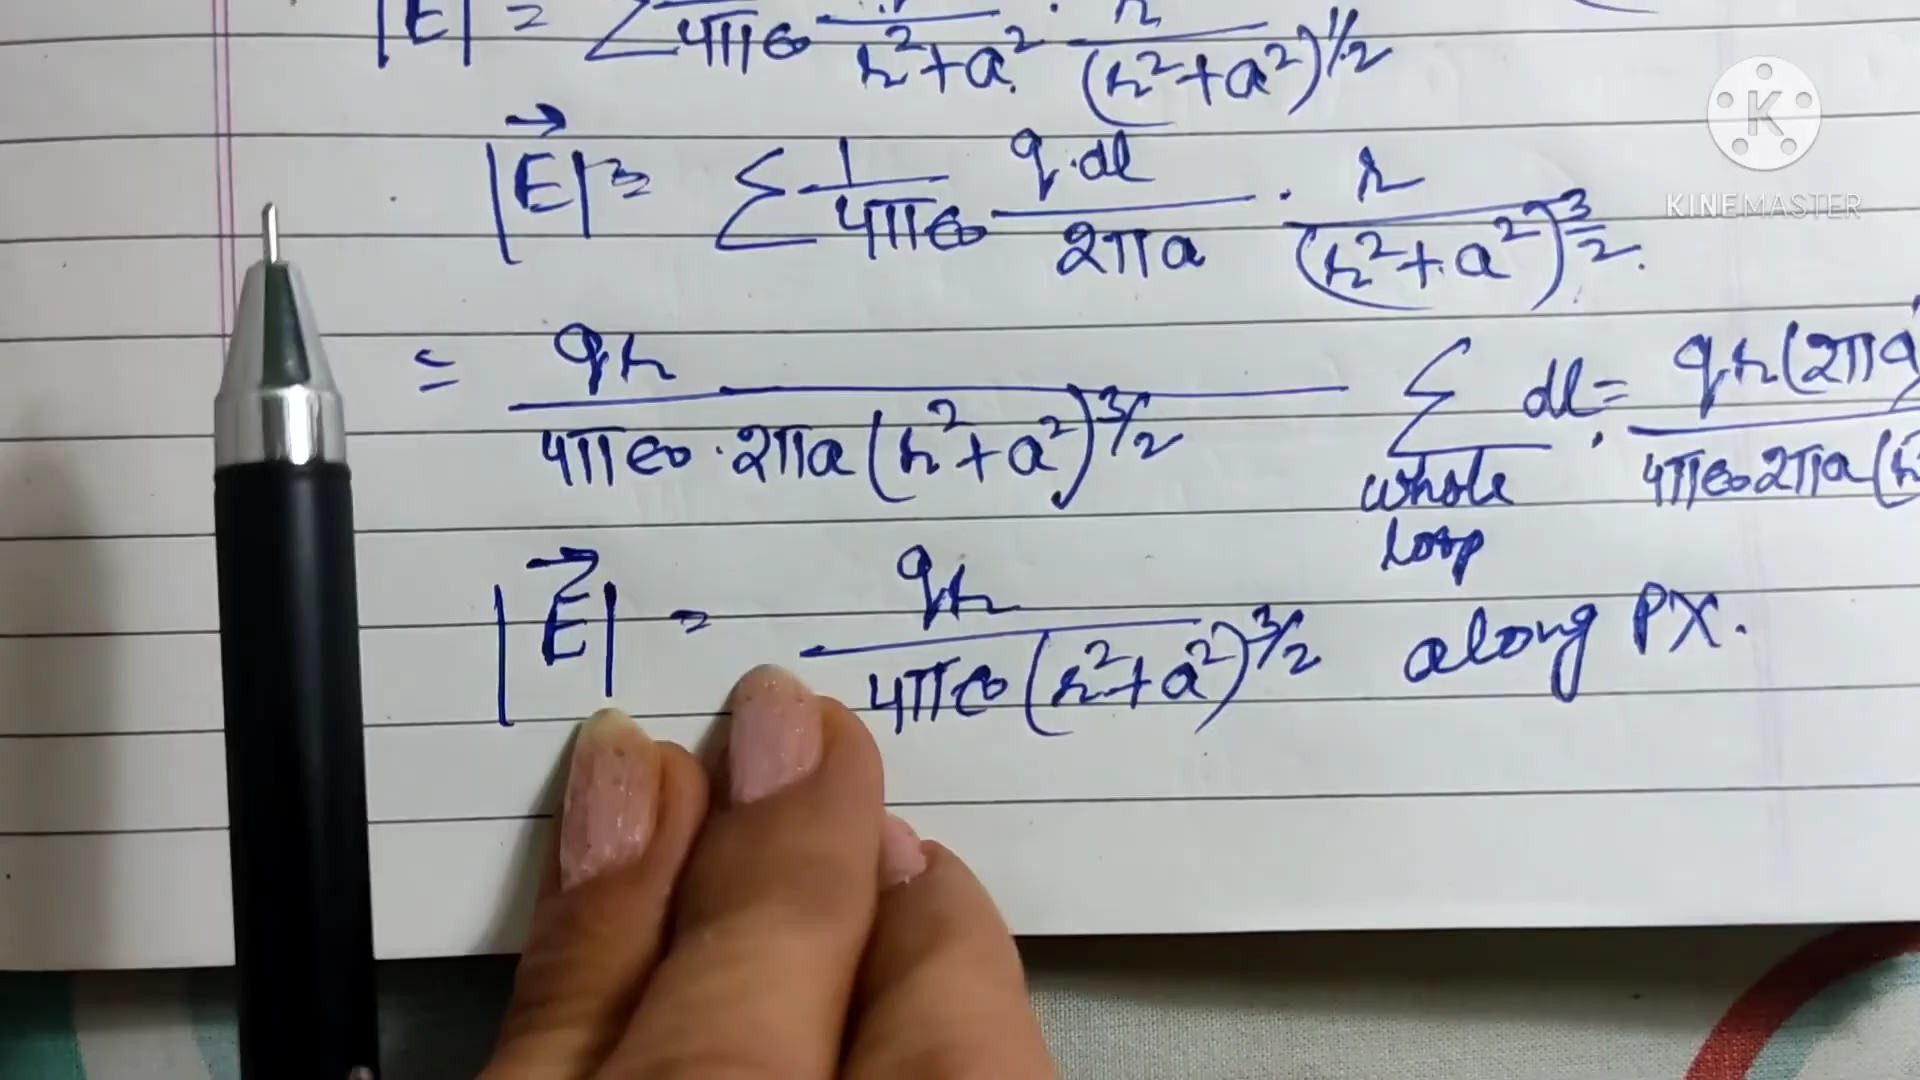 |E| = Σ 1/4πε₀ · /r²+a² · r/(r²+a²)^1/2
|E⃗| = Σ 1/4πε₀ q.dl/2πa · r/(r²+a²)^3/2.
= qr/4πε₀.2πa(r²+a²)^3/2 Σ dl = qr(2πa)/4πε₀2πa(r
whole
loop
|E⃗| = qr/4πε₀(r²+a²)^3/2 along PX.
K
KINEMASTER